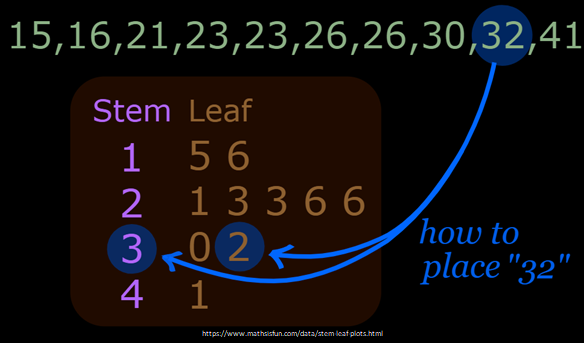 15,16,21,23,23,26,26,30,32,41
Stem Leaf
1 5 6
2 1 3 3 6 6
3 0 2
4 1
how to
place "32"
https://www.mathsisfun.com/data/stem-leaf-plots.html